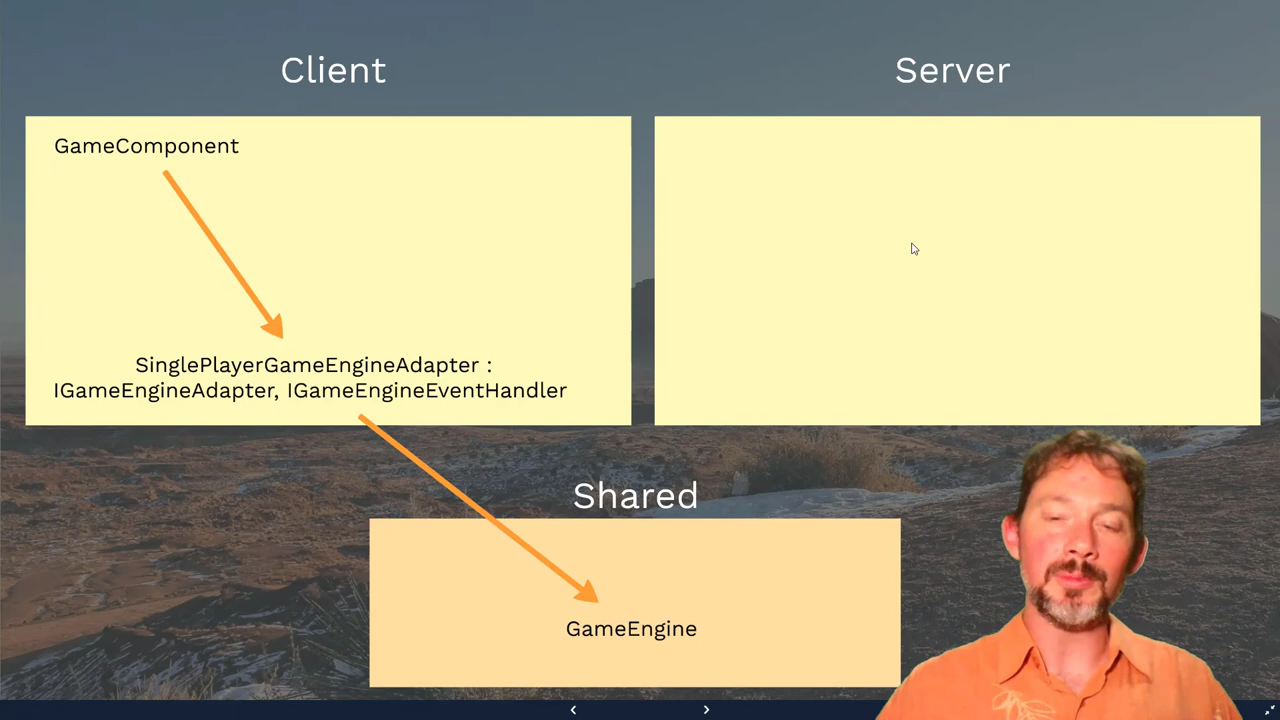 Client
Server
GameComponent
SinglePlayerGameEngineAdapter :
IGameEngineAdapter, IGameEngineEventHandler
Shared
GameEngine